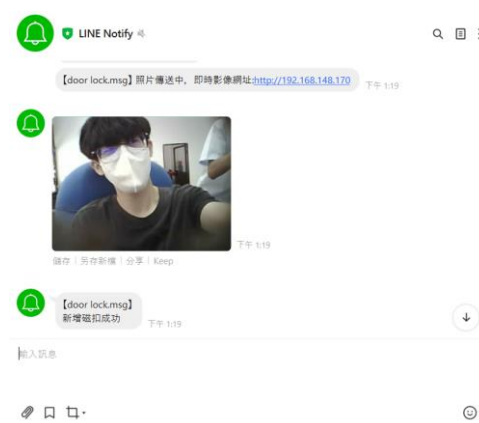 LINE Notify
【door lock.msg】照片傳送中，即時影像網址:http://192.168.148.170
下午 1:19
下午 1:19
儲存｜另存新檔｜分享｜Keep
【door lock.msg】
新增磁扣成功
下午 1:19
輸入訊息